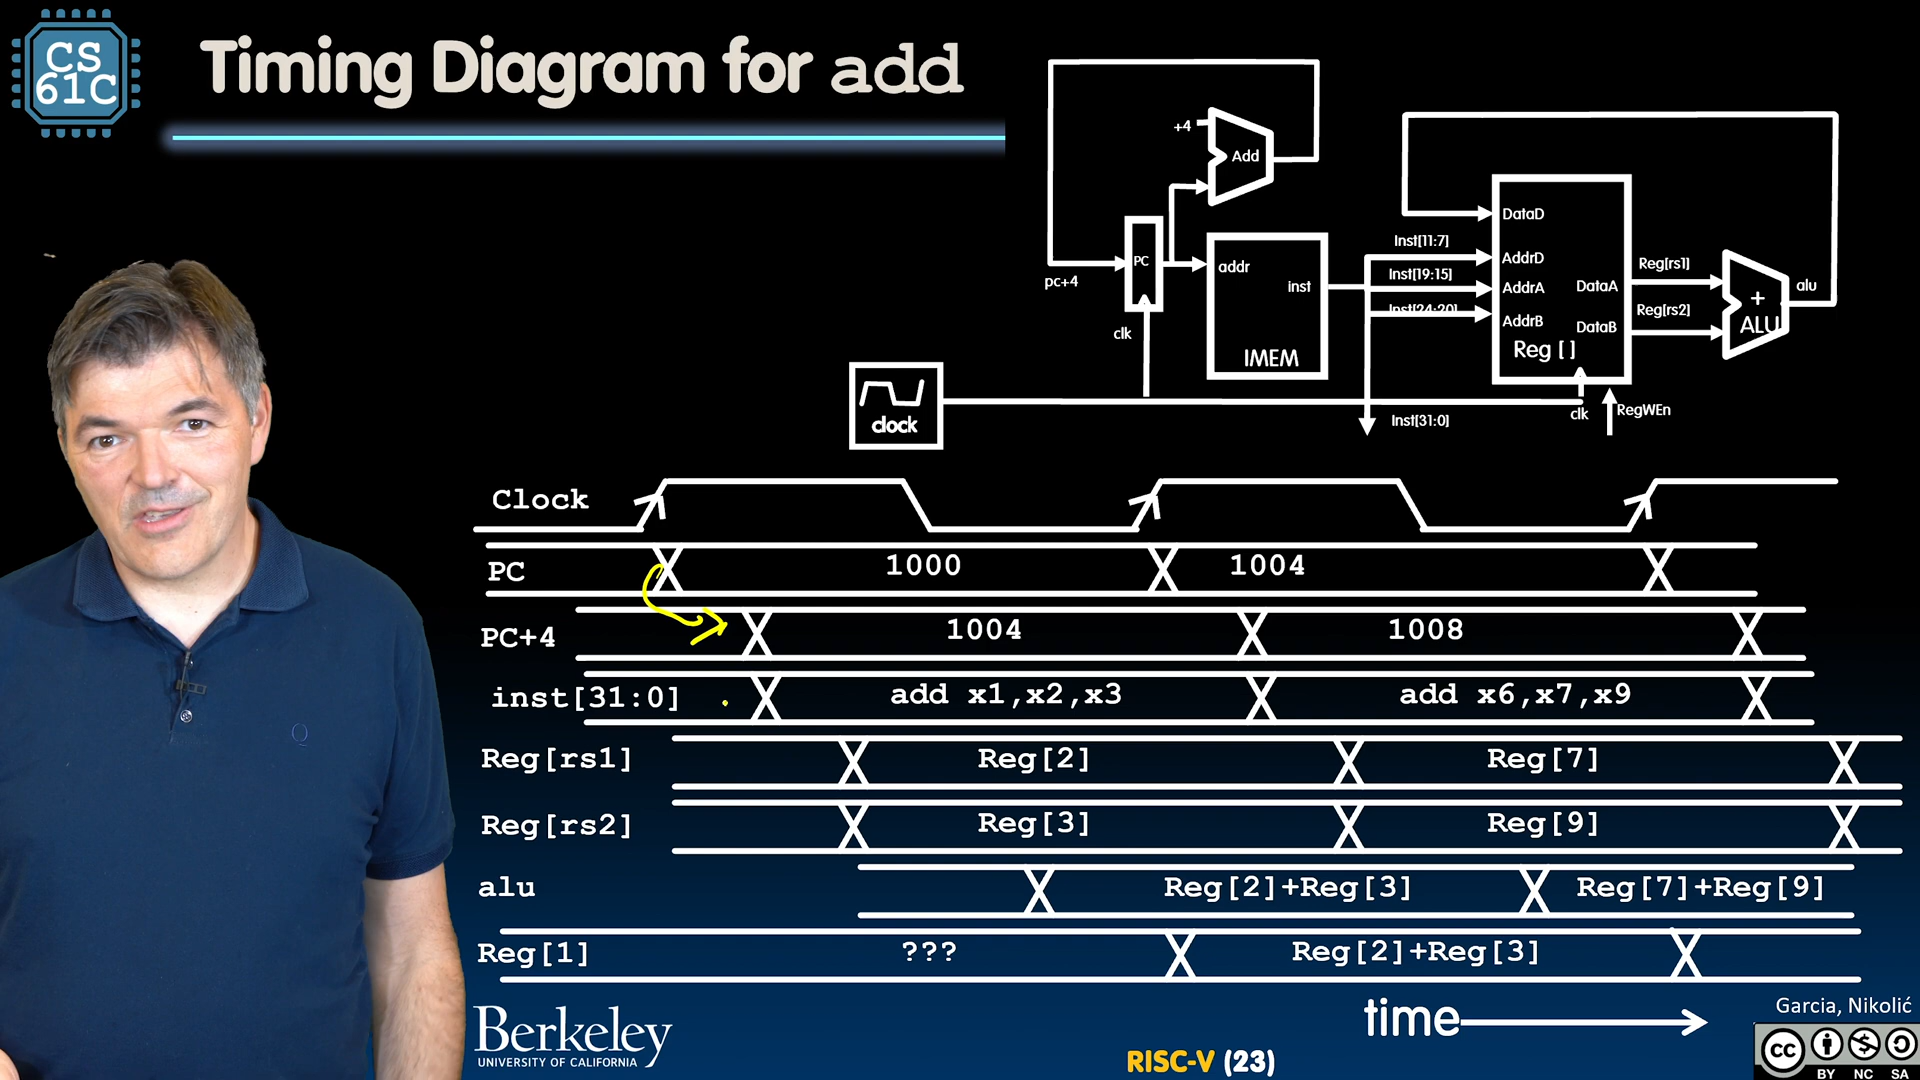 CS
61C
Timing Diagram for add
+4
Add
pc+4
PC
clk
addr
inst
IMEM
clock
Inst[11:7]
Inst[19:15]
Inst[24:20]
Inst[31:0]
DataD
AddrD
AddrA
AddrB
DataA
DataB
Reg []
clk
RegWEn
Reg[rs1]
Reg[rs2]
+
ALU
alu
Clock
PC 1000 1004
PC+4 1004 1008
inst[31:0] add x1,x2,x3 add x6,x7,x9
Reg[rs1] Reg[2] Reg[7]
Reg[rs2] Reg[3] Reg[9]
alu Reg[2]+Reg[3] Reg[7]+Reg[9]
Reg[1] ??? Reg[2]+Reg[3]
time
Berkeley
UNIVERSITY OF CALIFORNIA
RISC-V (23)
Garcia, Nikolić
cc
BY NC SA